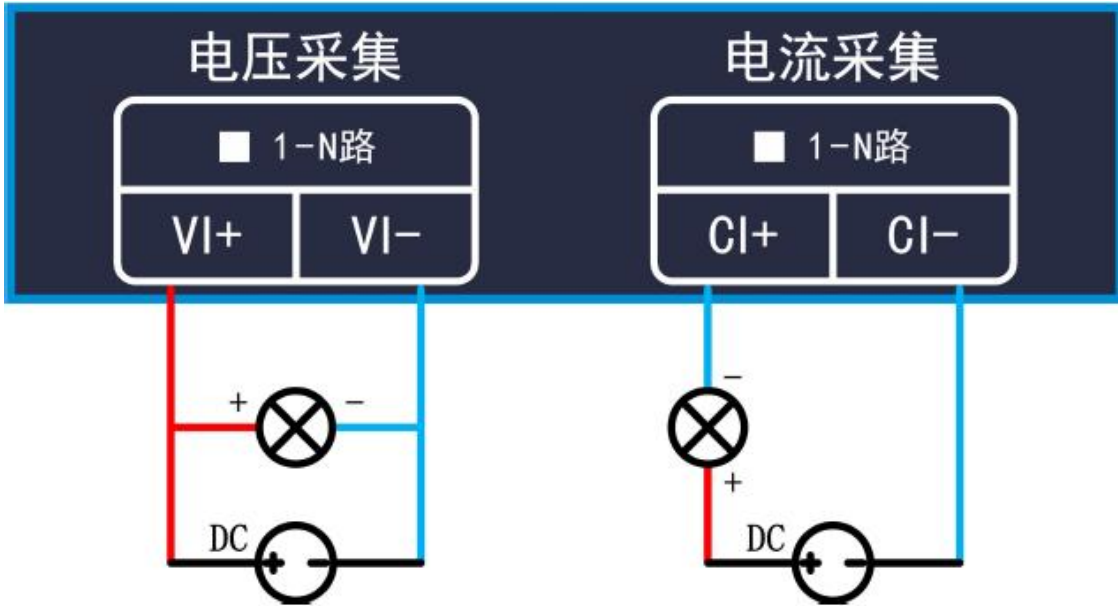 电压采集
电流采集
1-N路
1-N路
VI+
VI-
CI+
CI-
+
-
-
+
DC
+
-
DC
+
-